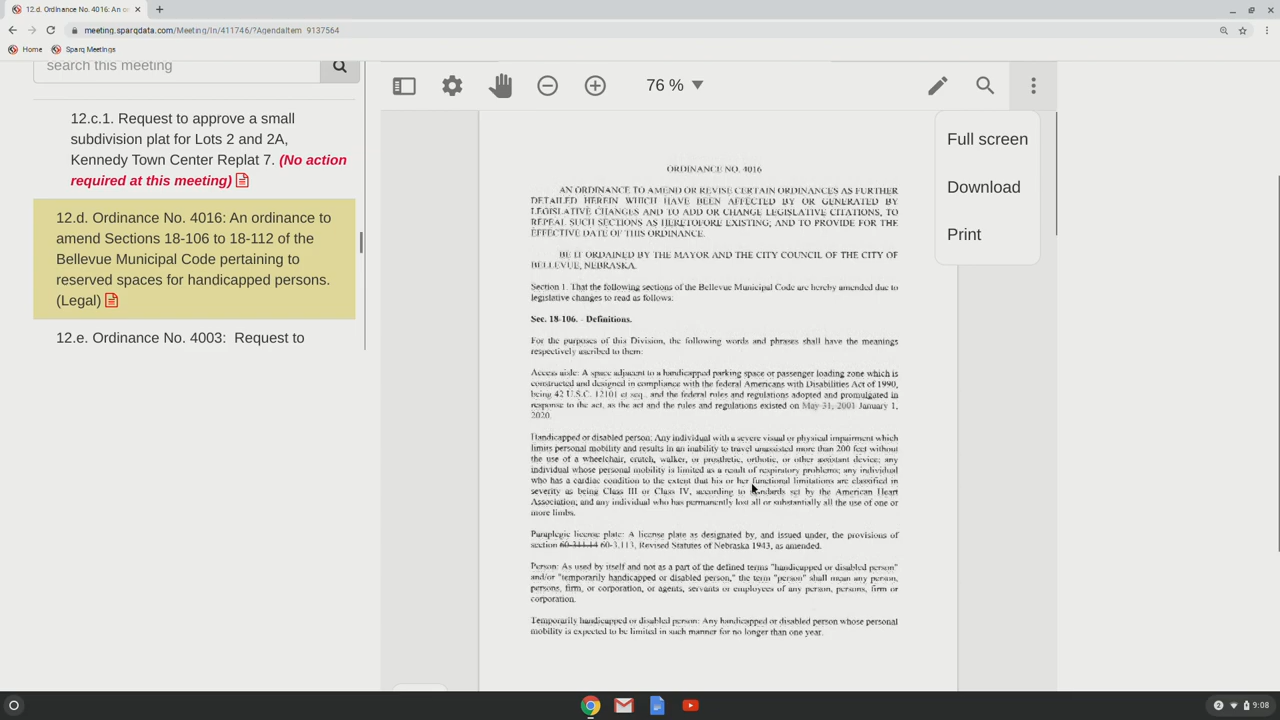 12.d. Ordinance No. 4016: An or
meeting.sparqdata.com/Meeting/In/411746/?AgendaItem 9137564
Home
Sparq Meetings
search this meeting
12.c.1. Request to approve a small
subdivision plat for Lots 2 and 2A,
Kennedy Town Center Replat 7. (No action
required at this meeting)
12.d. Ordinance No. 4016: An ordinance to
amend Sections 18-106 to 18-112 of the
Bellevue Municipal Code pertaining to
reserved spaces for handicapped persons.
(Legal)
12.e. Ordinance No. 4003: Request to
76 %
Full screen
Download
Print
ORDINANCE NO. 4016
AN ORDINANCE TO AMEND OR REVISE CERTAIN ORDINANCES AS FURTHER
DETAILED HEREIN WHICH HAVE BEEN AFFECTED BY OR GENERATED BY
LEGISLATIVE CHANGES AND TO ADD OR CHANGE LEGISLATIVE CITATIONS, TO
REPEAL SUCH SECTIONS AS HERETOFORE EXISTING; AND TO PROVIDE FOR THE
EFFECTIVE DATE OF THIS ORDINANCE.
BE IT ORDAINED BY THE MAYOR AND THE CITY COUNCIL OF THE CITY OF
BELLEVUE, NEBRASKA.
Section 1. That the following sections of the Bellevue Municipal Code are hereby amended due to
legislative changes to read as follows:
Sec. 18-106. - Definitions.
For the purposes of this Division, the following words and phrases shall have the meanings
respectively ascribed to them:
Access aisle: A space adjacent to a handicapped parking space or passenger loading zone which is
constructed and designed in compliance with the federal Americans with Disabilities Act of 1990,
being 42 U.S.C. 12101 et seq., and the federal rules and regulations adopted and promulgated in
response to the act, as the act and the rules and regulations existed on May 31, 2001 January 1,
2020.
Handicapped or disabled person: Any individual with a severe visual or physical impairment which
limits personal mobility and results in an inability to travel unassisted more than 200 feet without
the use of a wheelchair, crutch, walker, or prosthetic, orthotic, or other assistant device; any
individual whose personal mobility is limited as a result of respiratory problems; any individual
who has a cardiac condition to the extent that his or her functional limitations are classified in
severity as being Class III or Class IV, according to standards set by the American Heart
Association; and any individual who has permanently lost all or substantially all the use of one or
more limbs.
Paraplegic license plate: A license plate as designated by, and issued under, the provisions of
section 60-311.14 60-3,113, Revised Statutes of Nebraska 1943, as amended.
Person: As used by itself and not as a part of the defined terms "handicapped or disabled person"
and/or "temporarily handicapped or disabled person," the term "person" shall mean any person,
persons, firm, or corporation, or agents, servants or employees of any person, persons, firm or
corporation.
Temporarily handicapped or disabled person: Any handicapped or disabled person whose personal
mobility is expected to be limited in such manner for no longer than one year.
2
9:08